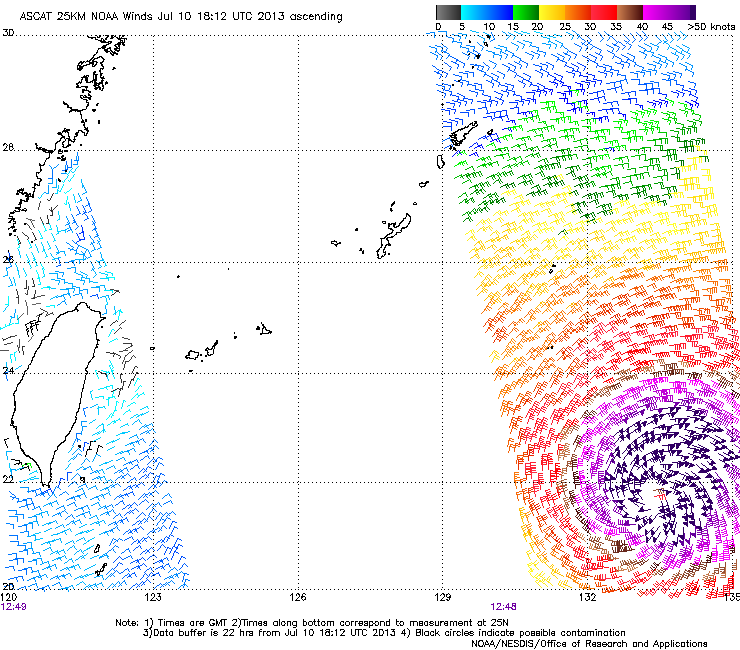 ASCAT 25KM NOAA Winds Jul 10 18:12 UTC 2013 ascending
0 5 10 15 20 25 30 35 40 45 >50 knots
30
28
26
24
22
20
120 123 126 129 132 135
12:49 12:48
Note: 1) Times are GMT 2)Times along bottom correspond to measurement at 25N
3)Data buffer is 22 hrs from Jul 10 18:12 UTC 2013 4) Black circles indicate possible contamination
NOAA/NESDIS/Office of Research and Applications